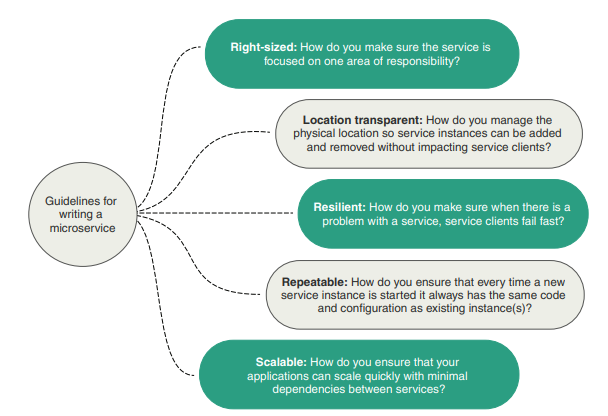 Right-sized: How do you make sure the service is
focused on one area of responsibility?
Location transparent: How do you manage the
physical location so service instances can be added
and removed without impacting service clients?
Guidelines for
writing a
microservice
Resilient: How do you make sure when there is a
problem with a service, service clients fail fast?
Repeatable: How do you ensure that every time a new
service instance is started it always has the same code
and configuration as existing instance(s)?
Scalable: How do you ensure that your
applications can scale quickly with minimal
dependencies between services?